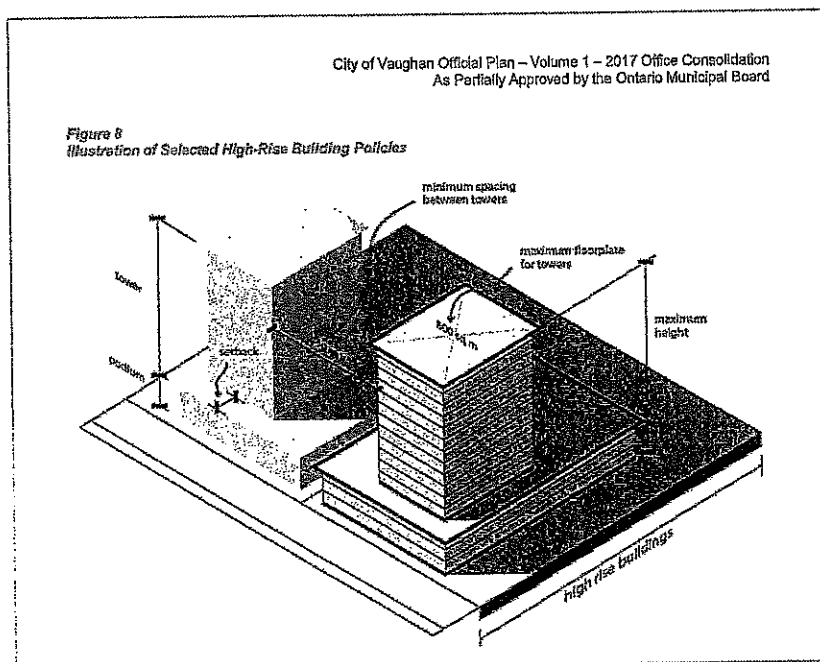 City of Vaughan Official Plan – Volume 1 – 2017 Office Consolidation
As Partially Approved by the Ontario Municipal Board
Figure 8
Illustration of Selected High-Rise Building Policies
minimum spacing
between towers
maximum floorplate
for towers
tower
800 sq m
maximum
height
setback
podium
high rise buildings